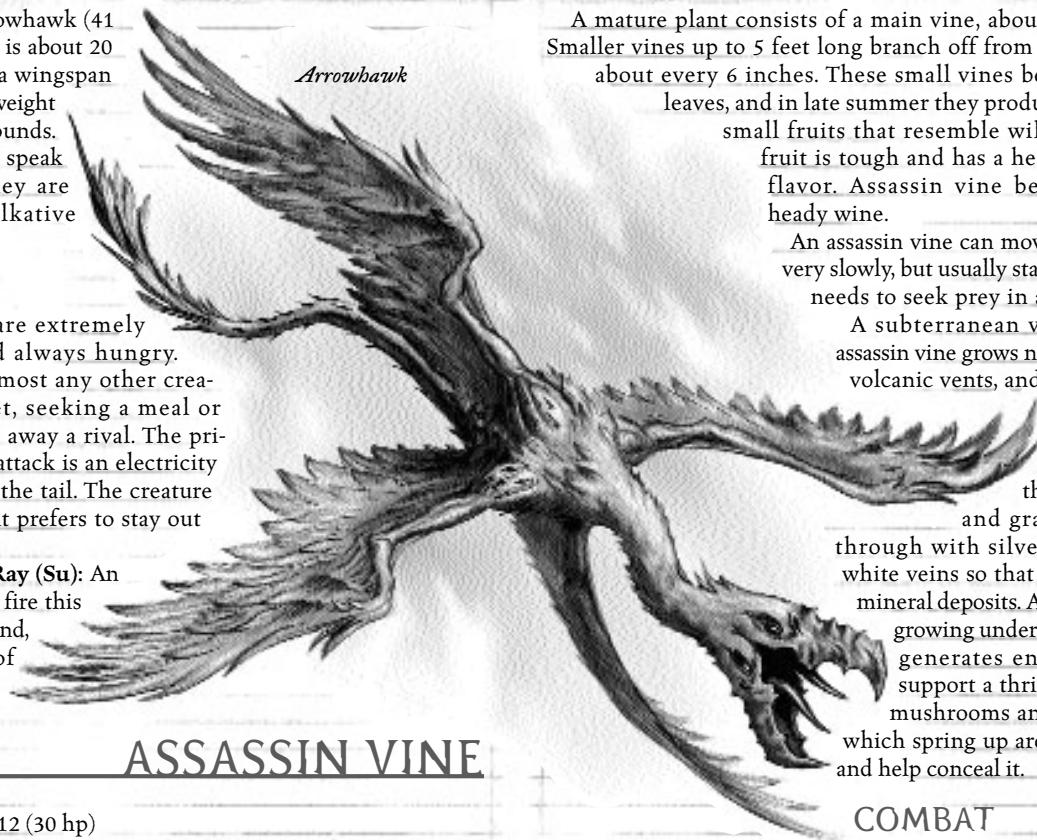 owhawk (41
is about 20
a wingspan
weight
ounds.
speak
ey are
lkative
are extremely
d always hungry.
most any other crea-
et, seeking a meal or
away a rival. The pri-
attack is an electricity
the tail. The creature
it prefers to stay out
Ray (Su): An
fire this
nd,
of
Arrowhawk
ASSASSIN VINE
12 (30 hp)
A mature plant consists of a main vine, abou
Smaller vines up to 5 feet long branch off from
about every 6 inches. These small vines be
leaves, and in late summer they produ
small fruits that resemble wil
fruit is tough and has a he
flavor. Assassin vine be
heady wine.
An assassin vine can mov
very slowly, but usually sta
needs to seek prey in a
A subterranean v
assassin vine grows n
volcanic vents, and
th
and gra
through with silve
white veins so that
mineral deposits. A
growing under
generates en
support a thri
mushrooms an
which spring up aro
and help conceal it.
COMBAT